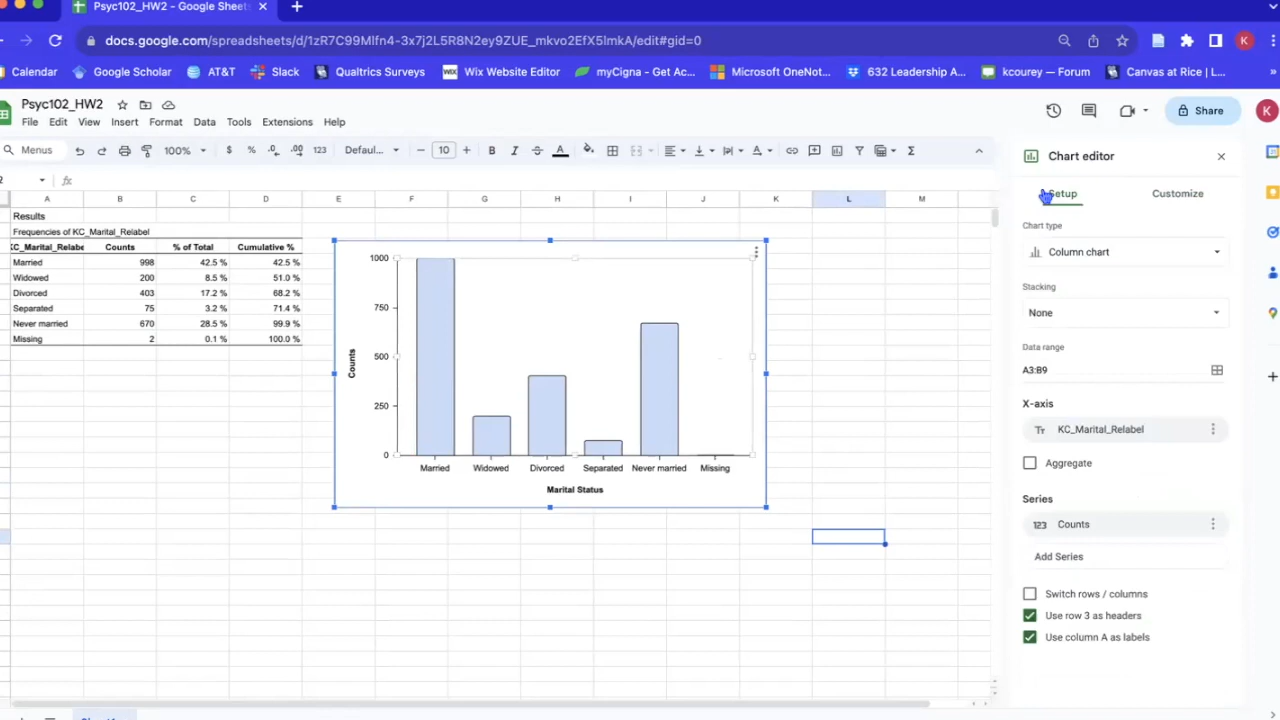 Psyc102_HW2 - Google Sheets
docs.google.com/spreadsheets/d/1zR7C99Mlfn4-3x7j2L5R8N2ey9ZUE_mkvo2EfX5lmkA/edit#gid=0
K
Calendar Google Scholar AT&T Slack Qualtrics Surveys WIX Wix Website Editor myCigna - Get Ac... Microsoft OneNot... 632 Leadership A... kcourey — Forum Canvas at Rice | L... »
Psyc102_HW2
File Edit View Insert Format Data Tools Extensions Help
Share
K
Menus 100% $ % .0 .00 123 Defaul... − 10 + B I A Σ
2 fx
A B C D E F G H I J K L M
Results
Frequencies of KC_Marital_Relabel
KC_Marital_Relabe Counts % of Total Cumulative %
Married 998 42.5 % 42.5 %
Widowed 200 8.5 % 51.0 %
Divorced 403 17.2 % 68.2 %
Separated 75 3.2 % 71.4 %
Never married 670 28.5 % 99.9 %
Missing 2 0.1 % 100.0 %
1000
750
500
250
0
Counts
Married Widowed Divorced Separated Never married Missing
Marital Status
Chart editor
Setup Customize
Chart type
Column chart
Stacking
None
Data range
A3:B9
X-axis
Tr KC_Marital_Relabel
Aggregate
Series
123 Counts
Add Series
Switch rows / columns
Use row 3 as headers
Use column A as labels